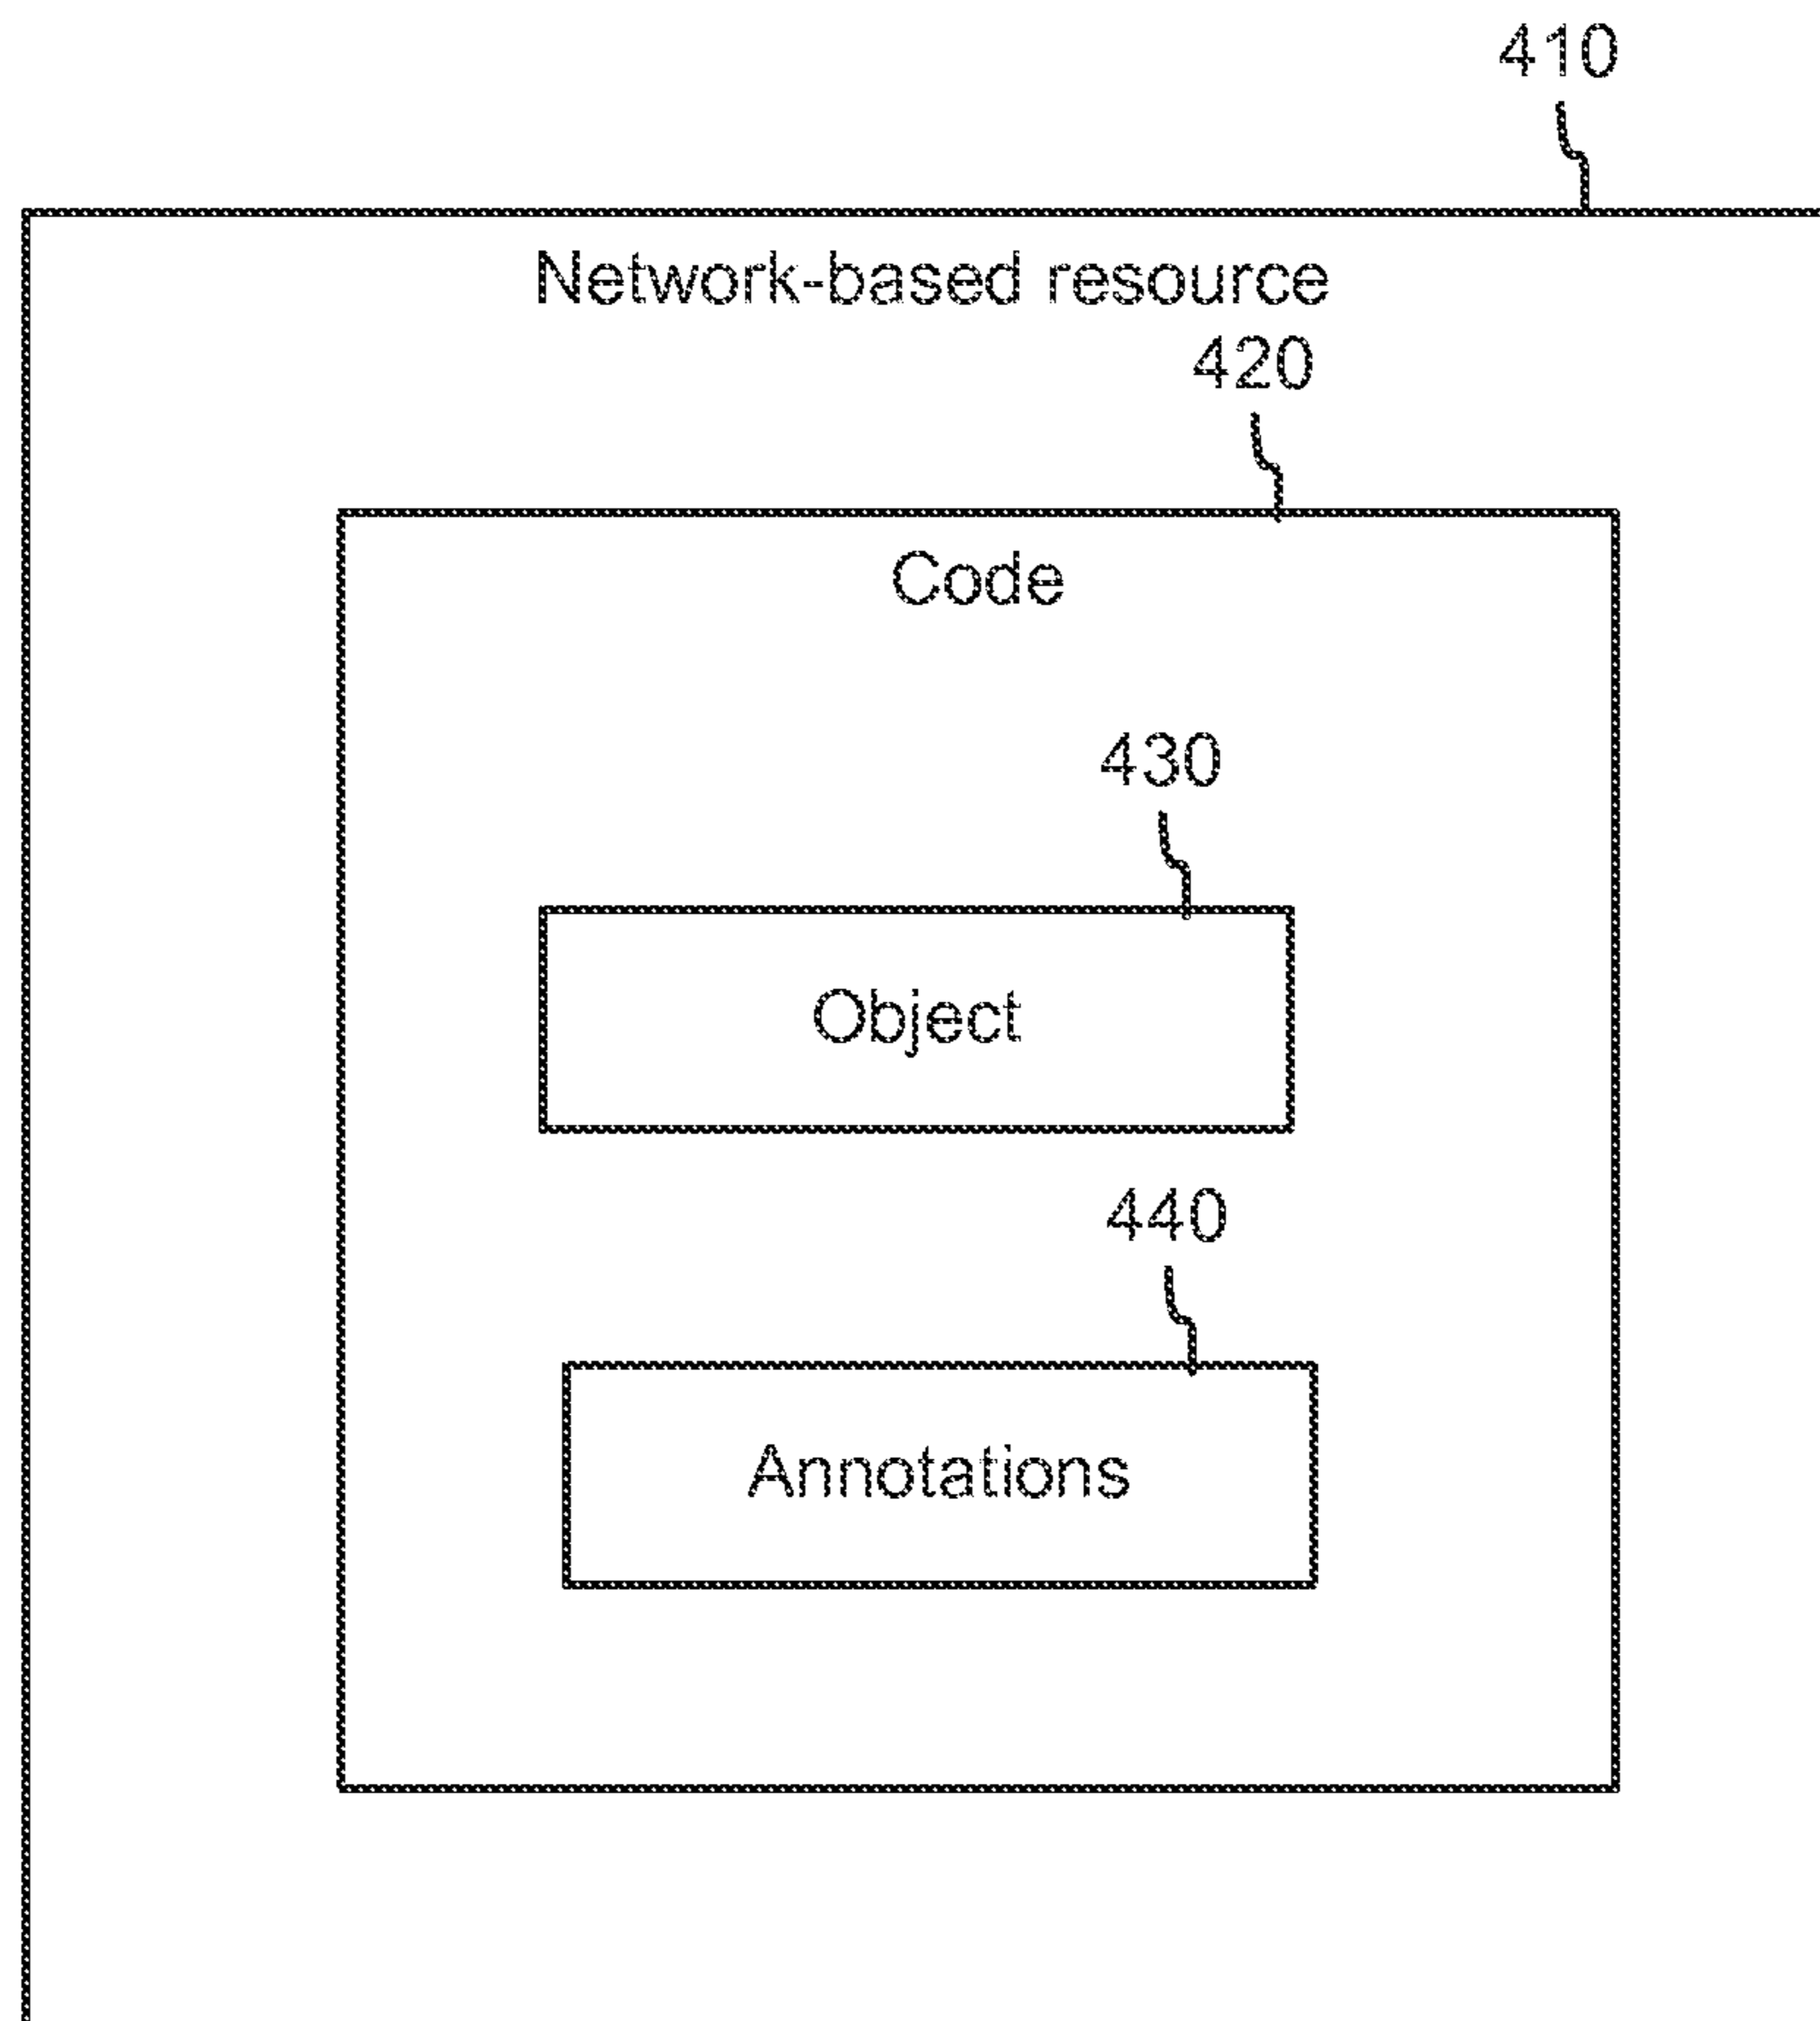 410
Network-based resource
420
Code
430
Object
440
Annotations